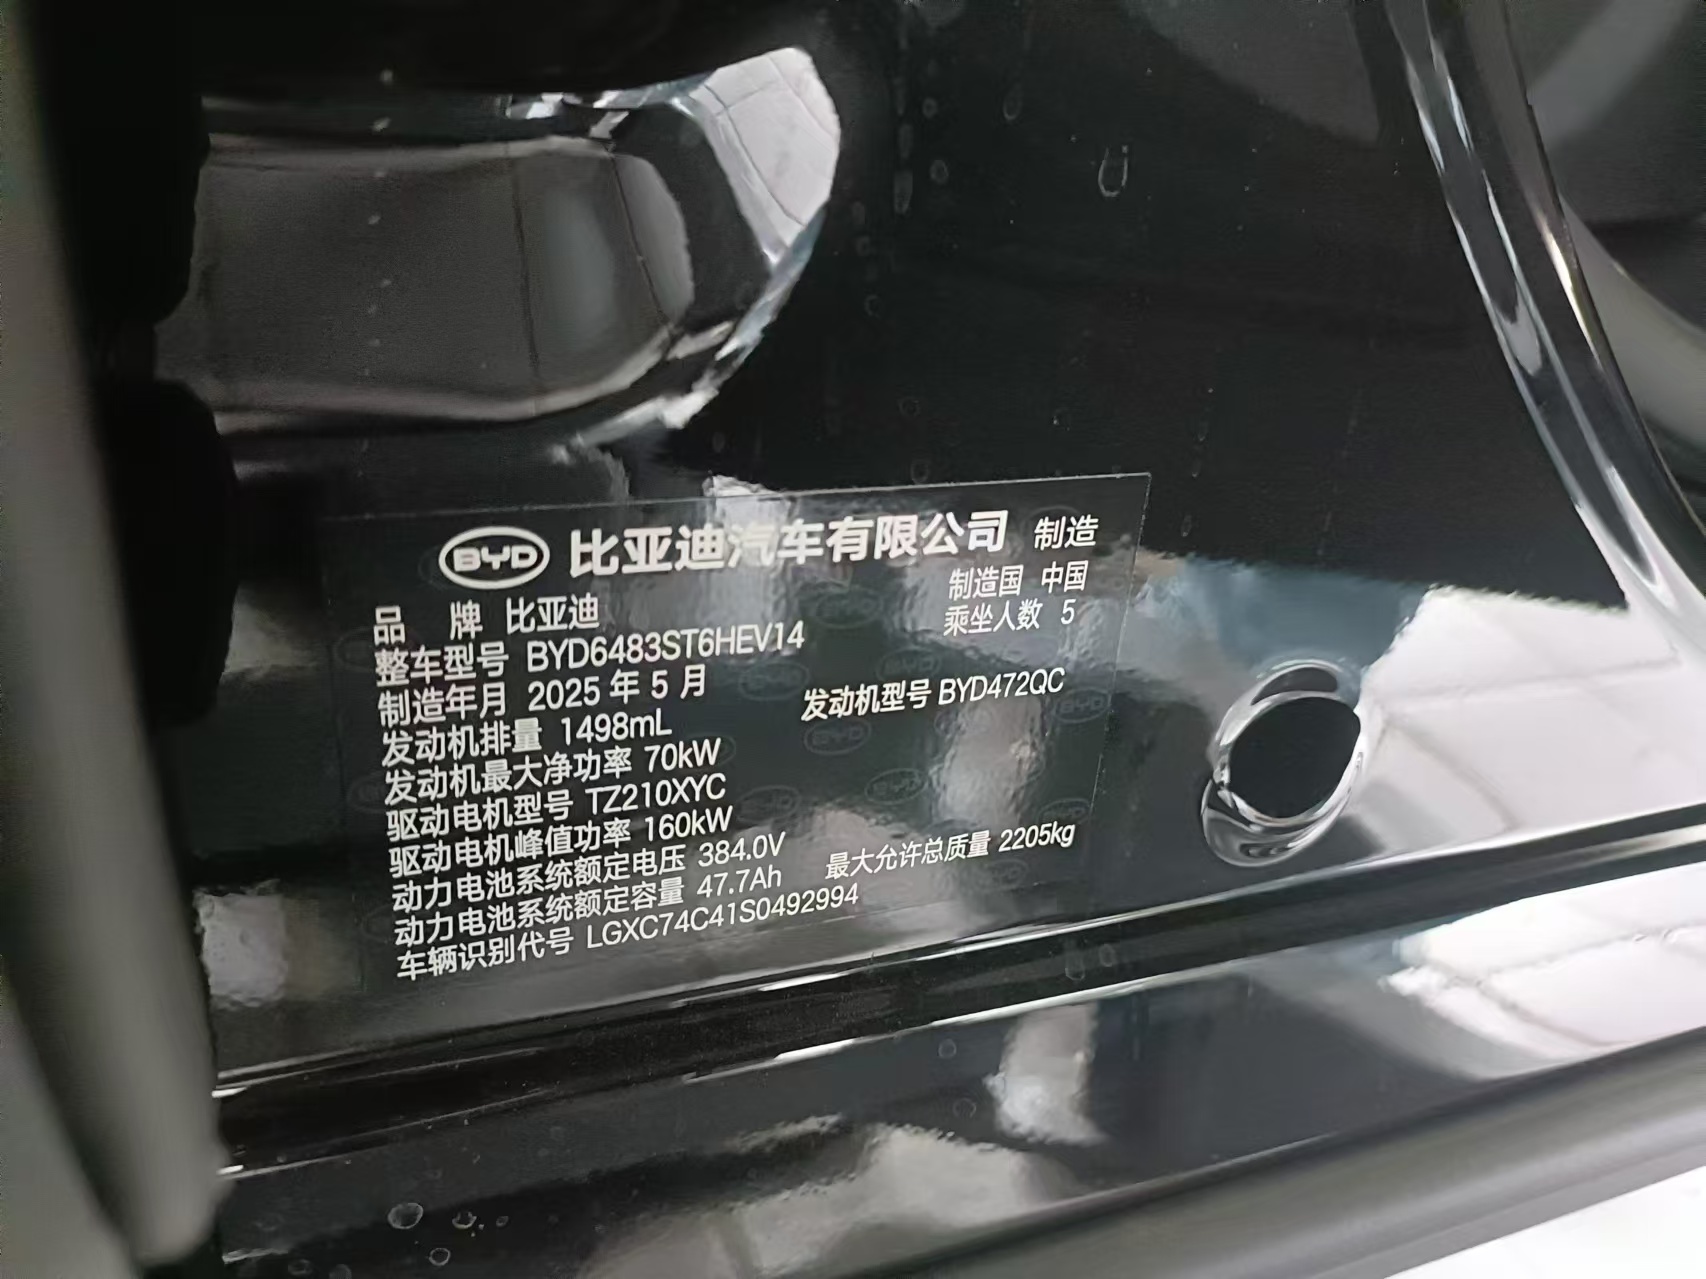 BYD 比亚迪汽车有限公司 制造
制造国 中国
品 牌 比亚迪
乘坐人数 5
整车型号 BYD6483ST6HEV14
制造年月 2025 年 5 月
发动机排量 1498mL 发动机型号 BYD472QC
发动机最大净功率 70kW
驱动电机型号 TZ210XYC
驱动电机峰值功率 160kW
动力电池系统额定电压 384.0V
动力电池系统额定容量 47.7Ah 最大允许总质量 2205kg
车辆识别代号 LGXC74C41S0492994